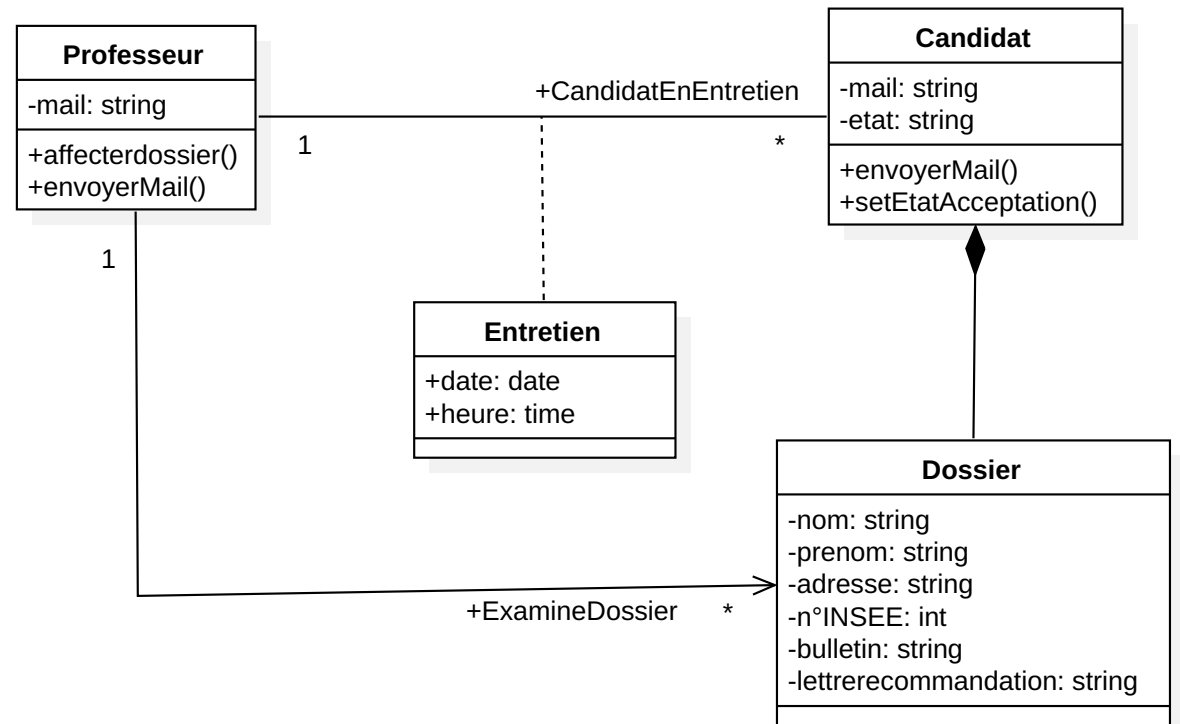 Professeur
-mail: string
+affecterdossier()
+envoyerMail()
1
+CandidatEnEntretien
*
Candidat
-mail: string
-etat: string
+envoyerMail()
+setEtatAcceptation()
1
Entretien
+date: date
+heure: time
+ExamineDossier
*
Dossier
-nom: string
-prenom: string
-adresse: string
-n°INSEE: int
-bulletin: string
-lettrerecommandation: string